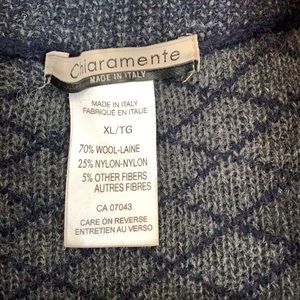 Chiaramente
MADE IN ITALY
MADE IN ITALY
FABRIQUÉ EN ITALIE
XL/TG
70% WOOL-LAINE
25% NYLON-NYLON
5% OTHER FIBERS
AUTRES FIBRES
CA 07043
CARE ON REVERSE
ENTRETIEN AU VERSO